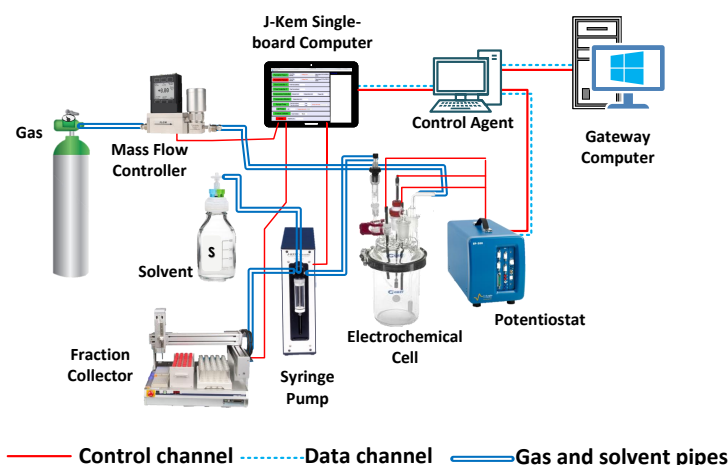 J-Kem Single-
board Computer
Gas
Mass Flow
Controller
Control Agent
Gateway
Computer
Solvent
S
Fraction
Collector
Syringe
Pump
Electrochemical
Cell
Potentiostat
Control channel
Data channel
Gas and solvent pipes